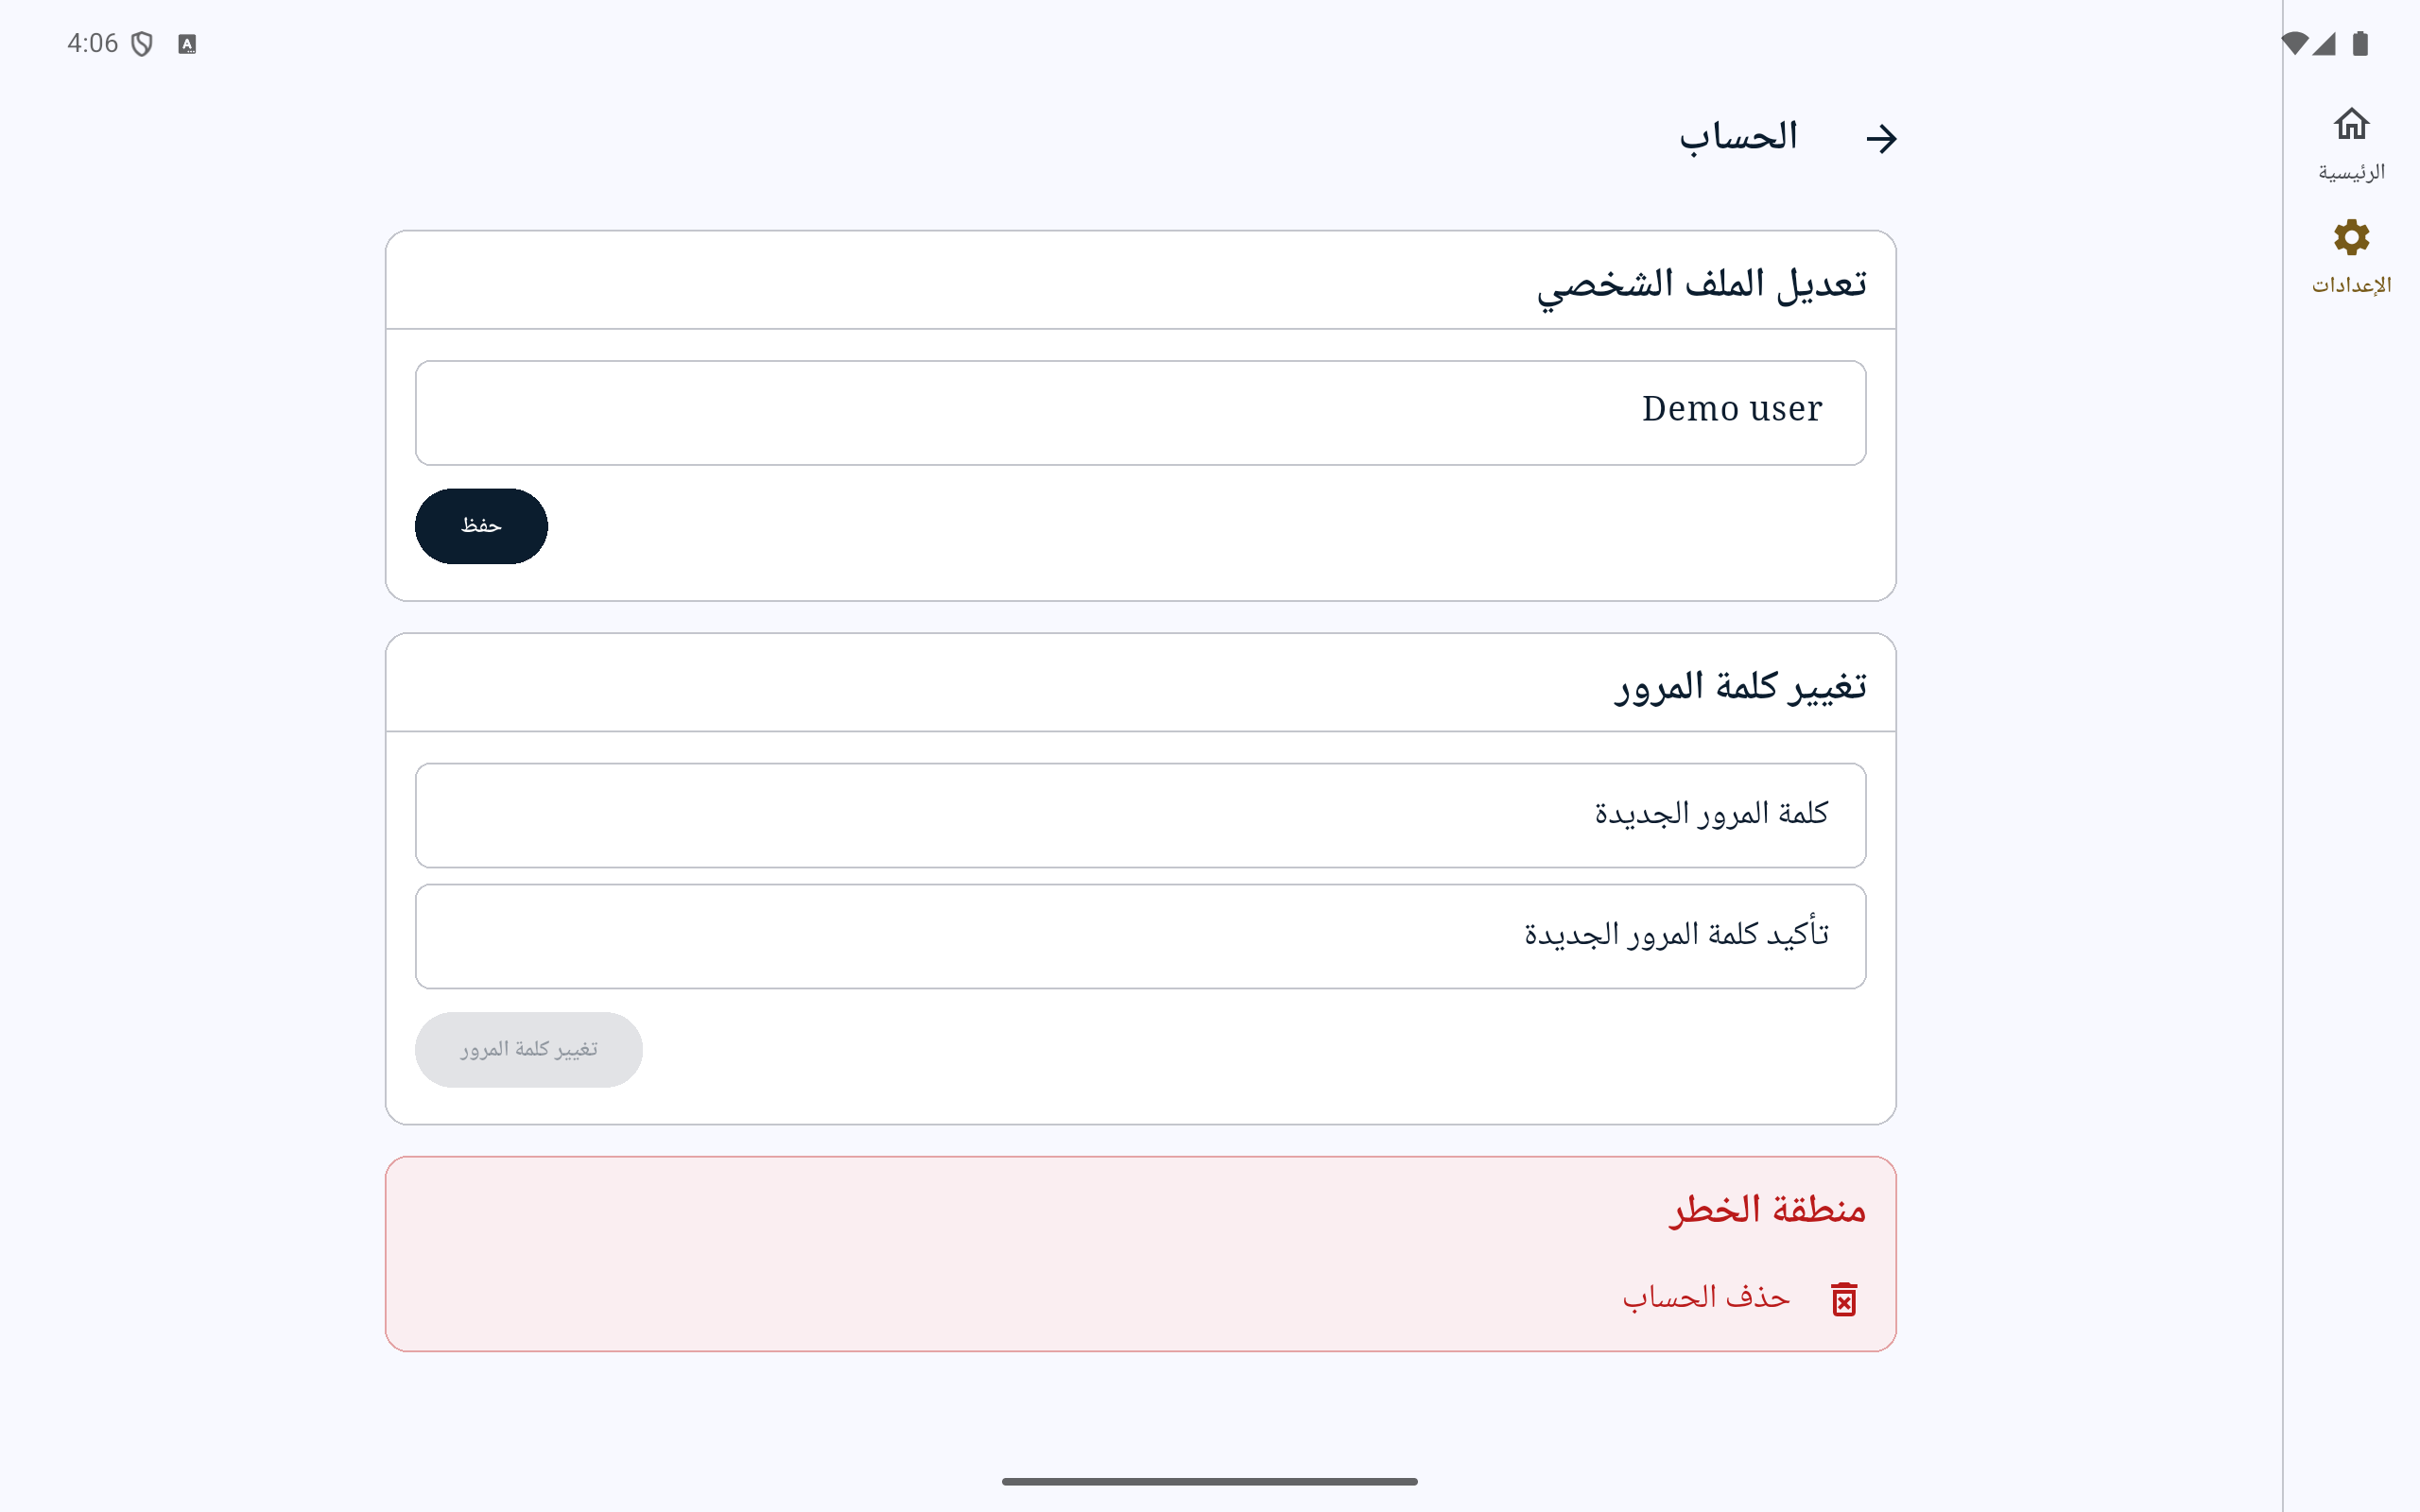 4:06
الحساب
الرئيسية
الإعدادات
تعديل الملف الشخصي
Demo user
حفظ
تغيير كلمة المرور
كلمة المرور الجديدة
تأكيد كلمة المرور الجديدة
تغيير كلمة المرور
منطقة الخطر
حذف الحساب